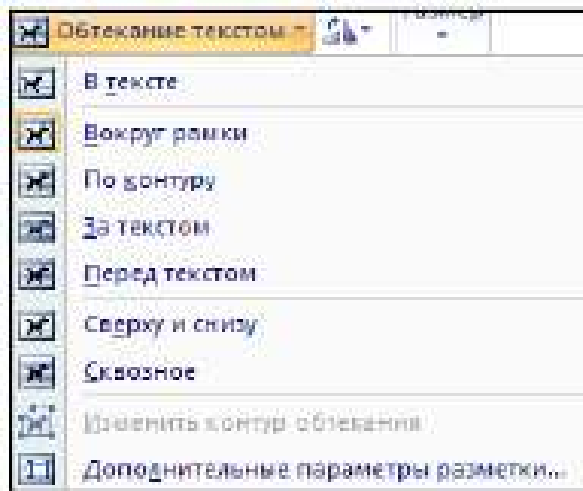 Обтекание текстом
Размер
В тексте
Вокруг рамки
По контуру
За текстом
Перед текстом
Сверху и снизу
Сквозное
Изменить контур обтекания
Дополнительные параметры разметки...